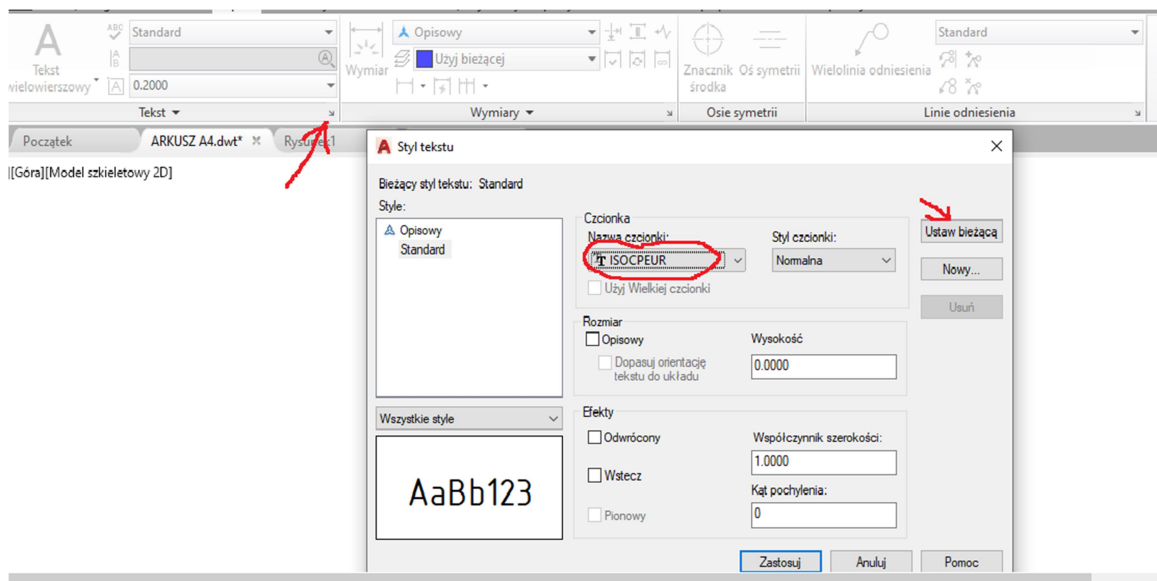 ABC Standard Opisowy Standard
A
B Użyj bieżącej
Tekst
wielowierszowy A 0.2000 Wymiar Znacznik
środka Oś symetrii Wielolinia odniesienia
Tekst Wymiary Osie symetrii Linie odniesienia
Początek ARKUSZ A4.dwt* Rysunek1
[Góra][Model szkieletowy 2D]
A Styl tekstu
Bieżący styl tekstu: Standard
Style:
Opisowy
Standard
Wszystkie style
AaBb123
Czcionka
Nazwa czcionki: Styl czcionki:
ISOCPEUR Normalna
Użyj Wielkiej czcionki
Rozmiar
Opisowy Wysokość
Dopasuj orientację
tekstu do układu 0.0000
Efekty
Odwrócony Współczynnik szerokości:
1.0000
Wstecz Kąt pochylenia:
Pionowy 0
Ustaw bieżącą
Nowy...
Usuń
Zastosuj Anuluj Pomoc